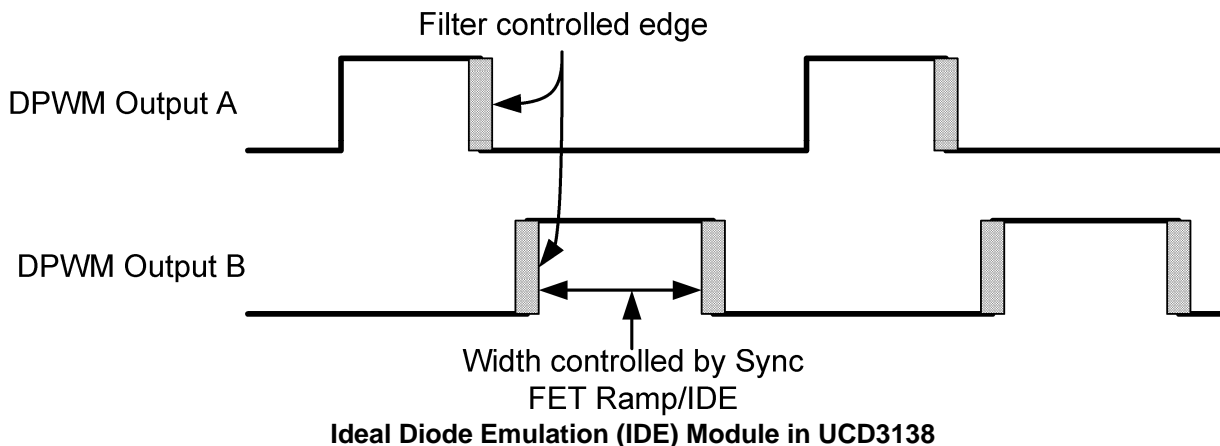 Filter controlled edge
DPWM Output A
DPWM Output B
Width controlled by Sync
FET Ramp/IDE
Ideal Diode Emulation (IDE) Module in UCD3138